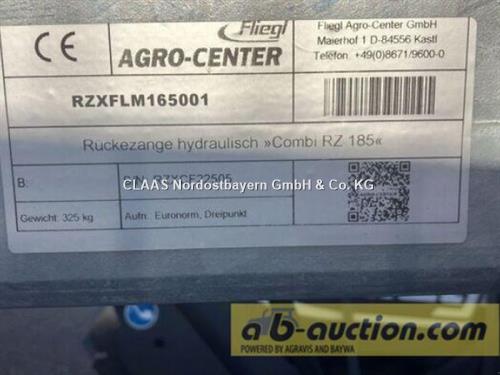 CE
Fliegl
AGRO-CENTER
Fliegl Agro-Center GmbH
Maierhof 1 D-84556 Kastl
Telefon +49(0)8671/9600-0
RZXFLM165001
Rückezange hydraulisch »Combi RZ 185«
B:
S/N:
CLAAS Nordostbayern GmbH & Co. KG
Gewicht: 325 kg
Aufn.: Euronorm, Dreipunkt
ab-auction.com
POWERED BY AGRAVIS AND BAYWA